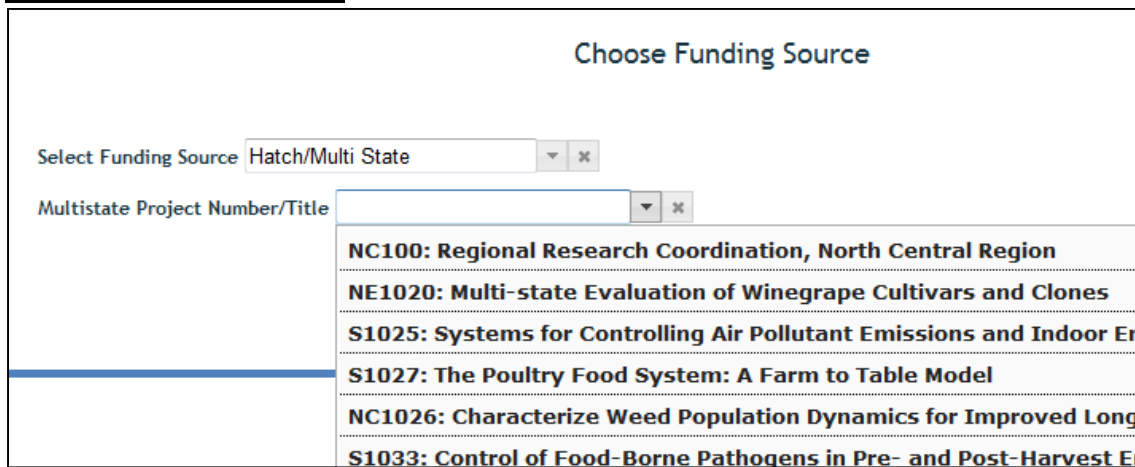 Choose Funding Source
Select Funding Source Hatch/Multi State
Multistate Project Number/Title
NC100: Regional Research Coordination, North Central Region
NE1020: Multi-state Evaluation of Winegrape Cultivars and Clones
S1025: Systems for Controlling Air Pollutant Emissions and Indoor
S1027: The Poultry Food System: A Farm to Table Model
NC1026: Characterize Weed Population Dynamics for Improved Long
S1033: Control of Food-Borne Pathogens in Pre- and Post-Harvest